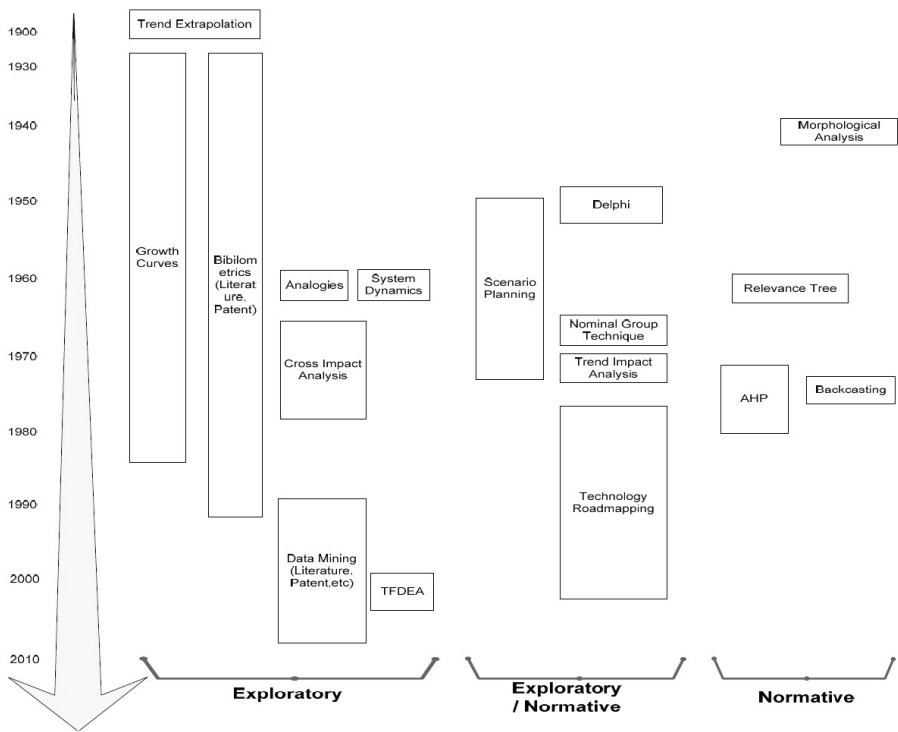 1900
1930
1940
1950
1960
1970
1980
1990
2000
2010
Trend Extrapolation
Growth
Curves
Bibilom
etrics
(Literat
ure.
Patent)
Analogies
System
Dynamics
Cross Impact
Analysis
Data Mining
(Literature.
Patent,etc)
TFDEA
Scenario
Planning
Delphi
Nominal Group
Technique
Trend Impact
Analysis
Technology
Roadmapping
Morphological
Analysis
Relevance Tree
AHP
Backcasting
Exploratory
Exploratory
/ Normative
Normative